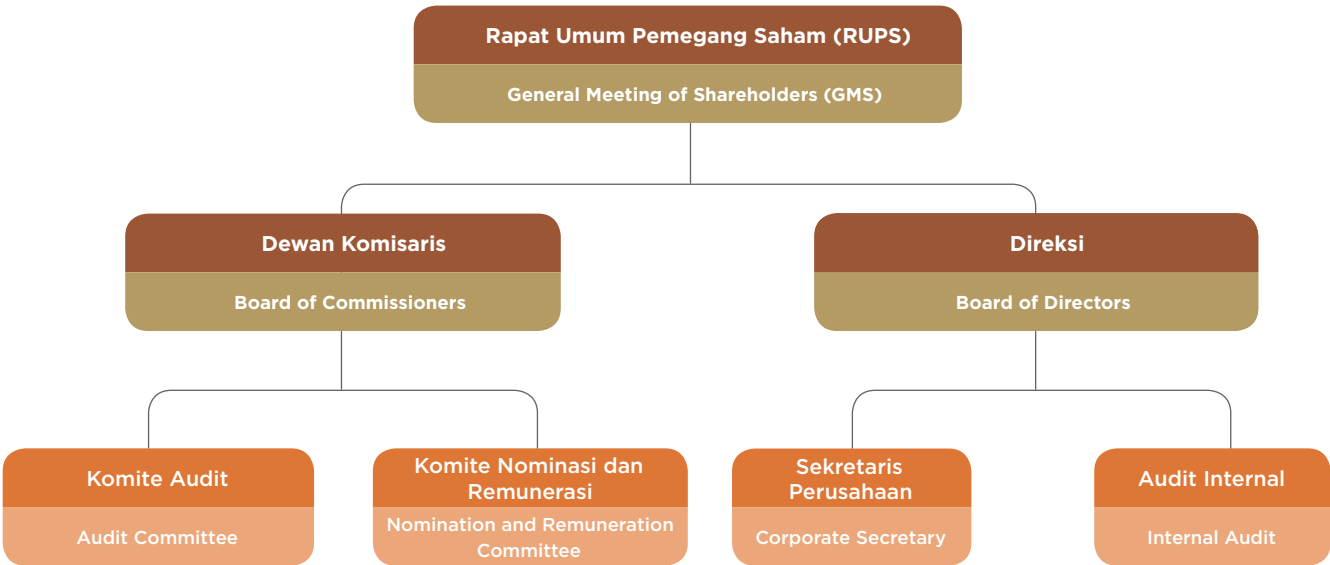 Rapat Umum Pemegang Saham (RUPS)
General Meeting of Shareholders (GMS)
Dewan Komisaris
Board of Commissioners
Direksi
Board of Directors
Komite Audit
Audit Committee
Komite Nominasi dan
Remunerasi
Nomination and Remuneration
Committee
Sekretaris
Perusahaan
Corporate Secretary
Audit Internal
Internal Audit